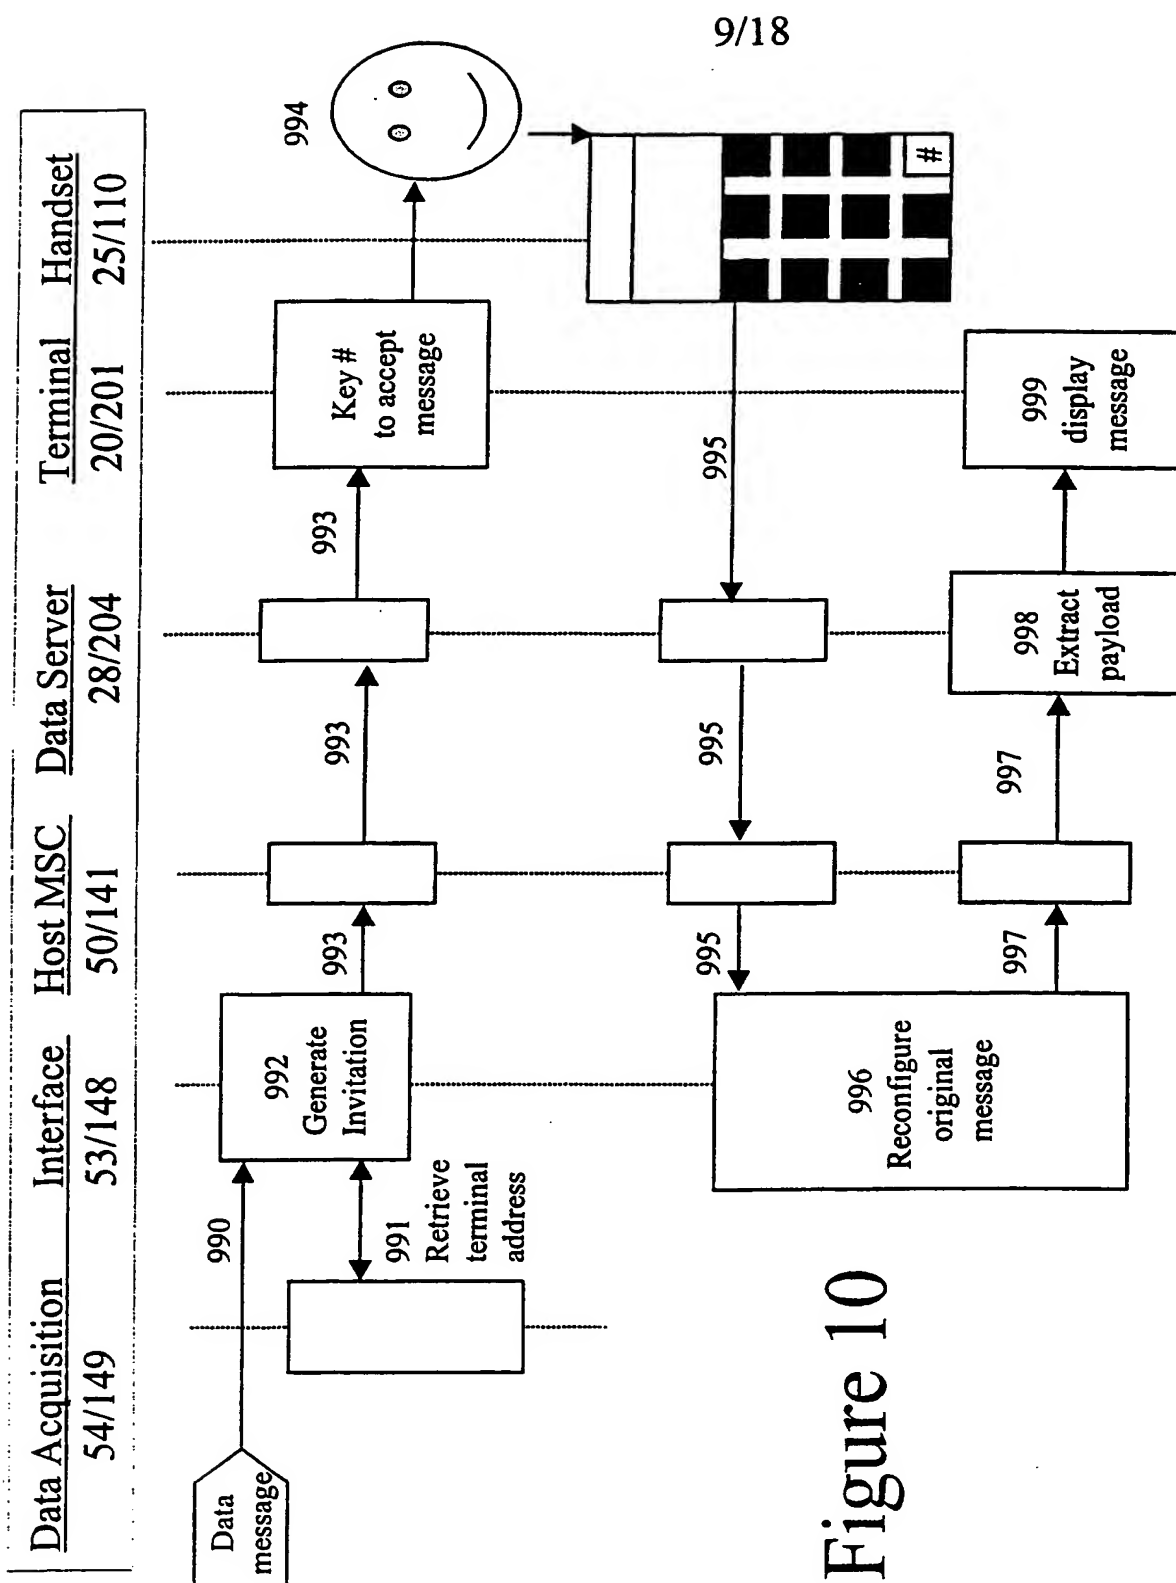 9/18
Data Acquisition Interface Host MSC Data Server Terminal Handset
54/149 53/148 50/141 28/204 20/201 25/110
Data
message
990
991
Retrieve
terminal
address
992
Generate
Invitation
993
993
993
Key #
to accept
message
994
#
995
995
995
996
Reconfigure
original
message
997
997
998
Extract
payload
999
display
message
Figure 10